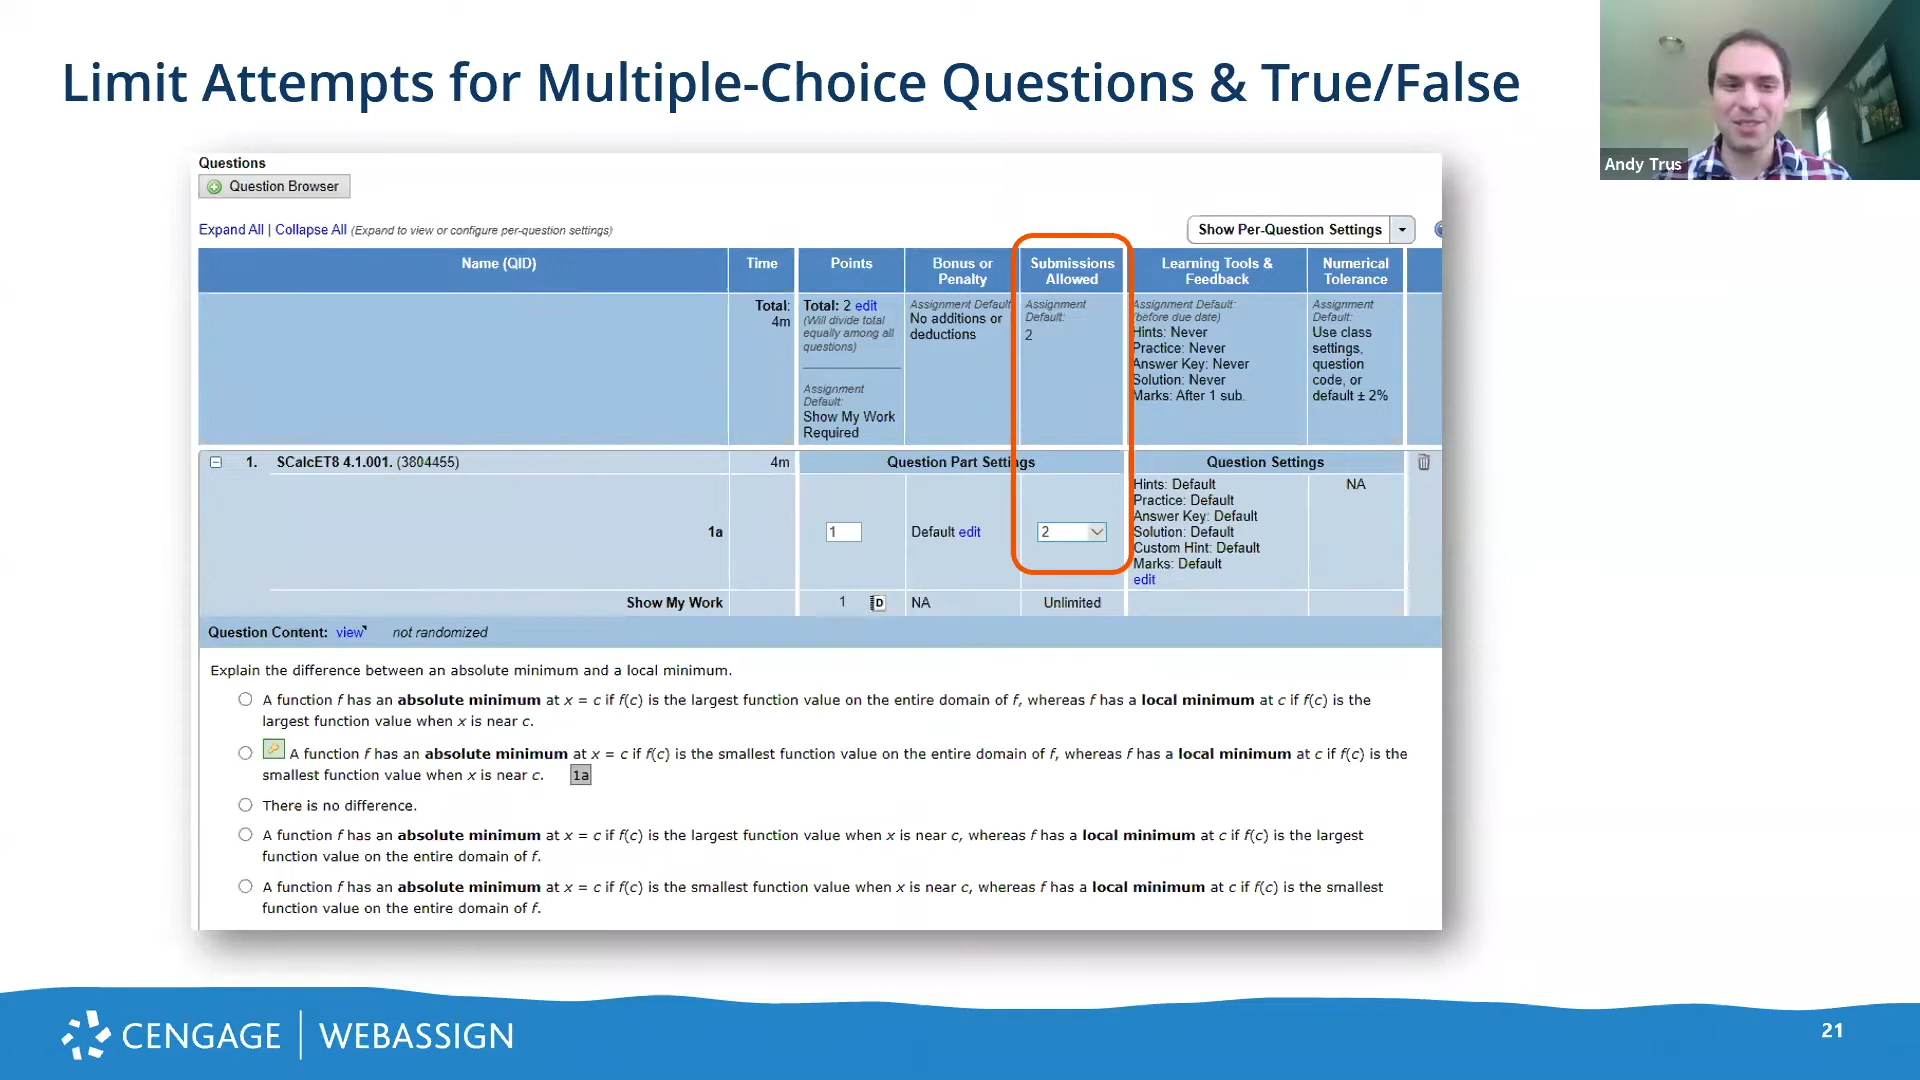 Limit Attempts for Multiple-Choice Questions & True/False
Andy Trus
Questions
Question Browser
Expand All | Collapse All (Expand to view or configure per-question settings)
Show Per-Question Settings
Name (QID)
Time
Points
Bonus or
Penalty
Submissions
Allowed
Learning Tools &
Feedback
Numerical
Tolerance
Total:
4m
Total: 2 edit
(Will divide total
equally among all
questions)
Assignment
Default:
Show My Work
Required
Assignment Default
No additions or
deductions
Assignment
Default:
2
Assignment Default:
(before due date)
Hints: Never
Practice: Never
Answer Key: Never
Solution: Never
Marks: After 1 sub.
Assignment
Default:
Use class
settings,
question
code, or
default ± 2%
1. SCalcET8 4.1.001. (3804455)
4m
Question Part Settings
Question Settings
1a
1
Default edit
2
Hints: Default
Practice: Default
Answer Key: Default
Solution: Default
Custom Hint: Default
Marks: Default
edit
NA
Show My Work
1
D
NA
Unlimited
Question Content: view not randomized
Explain the difference between an absolute minimum and a local minimum.
A function f has an absolute minimum at x = c if f(c) is the largest function value on the entire domain of f, whereas f has a local minimum at c if f(c) is the
largest function value when x is near c.
A function f has an absolute minimum at x = c if f(c) is the smallest function value on the entire domain of f, whereas f has a local minimum at c if f(c) is the
smallest function value when x is near c. 1a
There is no difference.
A function f has an absolute minimum at x = c if f(c) is the largest function value when x is near c, whereas f has a local minimum at c if f(c) is the largest
function value on the entire domain of f.
A function f has an absolute minimum at x = c if f(c) is the smallest function value when x is near c, whereas f has a local minimum at c if f(c) is the smallest
function value on the entire domain of f.
CENGAGE | WEBASSIGN
21